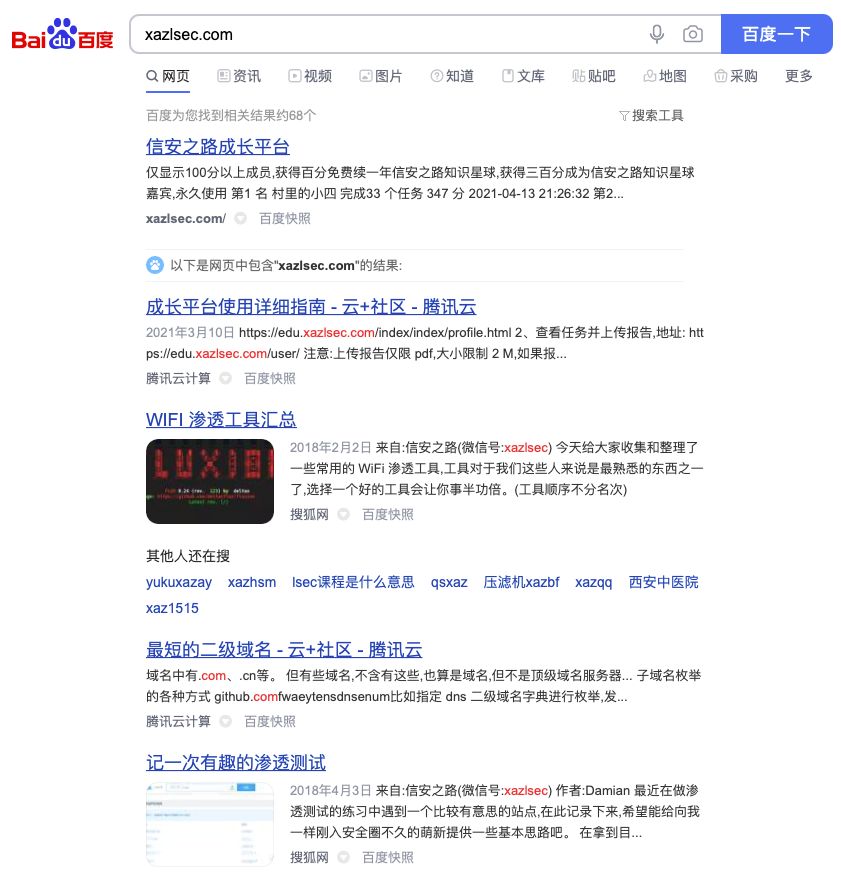 Bai du 百度
xazlsec.com
百度一下
网页 资讯 视频 图片 知道 文库 贴吧 地图 采购 更多
百度为您找到相关结果约68个
搜索工具
信安之路成长平台
仅显示100分以上成员,获得百分免费续一年信安之路知识星球,获得三百分成为信安之路知识星球
嘉宾,永久使用 第1 名 村里的小四 完成33 个任务 347 分 2021-04-13 21:26:32 第2...
xazlsec.com/ 百度快照
以下是网页中包含"xazlsec.com"的结果:
成长平台使用详细指南 - 云+社区 - 腾讯云
2021年3月10日 https://edu.xazlsec.com/index/index/profile.html 2、查看任务并上传报告,地址: htt
ps://edu.xazlsec.com/user/ 注意:上传报告仅限 pdf,大小限制 2 M,如果报...
腾讯云计算 百度快照
WIFI 渗透工具汇总
2018年2月2日 来自:信安之路(微信号:xazlsec) 今天给大家收集和整理了
一些常用的 WiFi 渗透工具,工具对于我们这些人来说是最熟悉的东西之一
了,选择一个好的工具会让你事半功倍。(工具顺序不分名次)
搜狐网 百度快照
其他人还在搜
yukuxazay xazhsm lsec课程是什么意思 qsxaz 压滤机xazbf xazqq 西安中医院
xaz1515
最短的二级域名 - 云+社区 - 腾讯云
域名中有.com、.cn等。 但有些域名,不含有这些,也算是域名,但不是顶级域名服务器... 子域名枚举
的各种方式 github.comfwaeytensdnsenum比如指定 dns 二级域名字典进行枚举,发...
腾讯云计算 百度快照
记一次有趣的渗透测试
2018年4月3日 来自:信安之路(微信号:xazlsec) 作者:Damian 最近在做渗
透测试的练习中遇到一个比较有意思的站点,在此记录下来,希望能给向我
一样刚入安全圈不久的萌新提供一些基本思路吧。 在拿到目...
搜狐网 百度快照